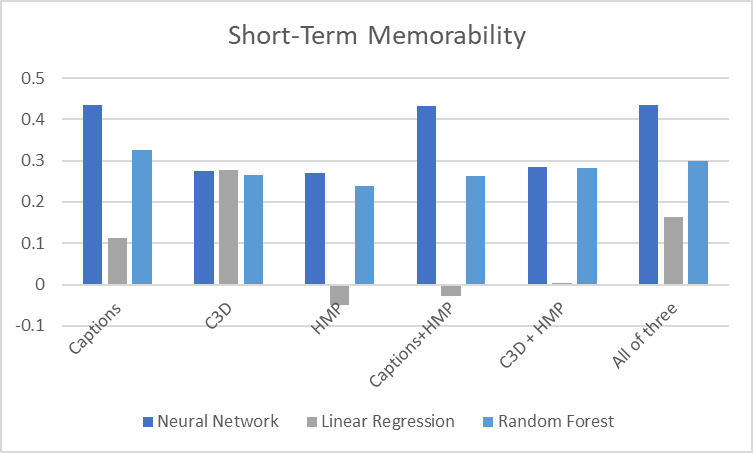 Short-Term Memorability
0.5
0.4
0.3
0.2
0.1
0
-0.1
Captions
C3D
HMP
Captions+HMP
C3D + HMP
All of three
Neural Network
Linear Regression
Random Forest